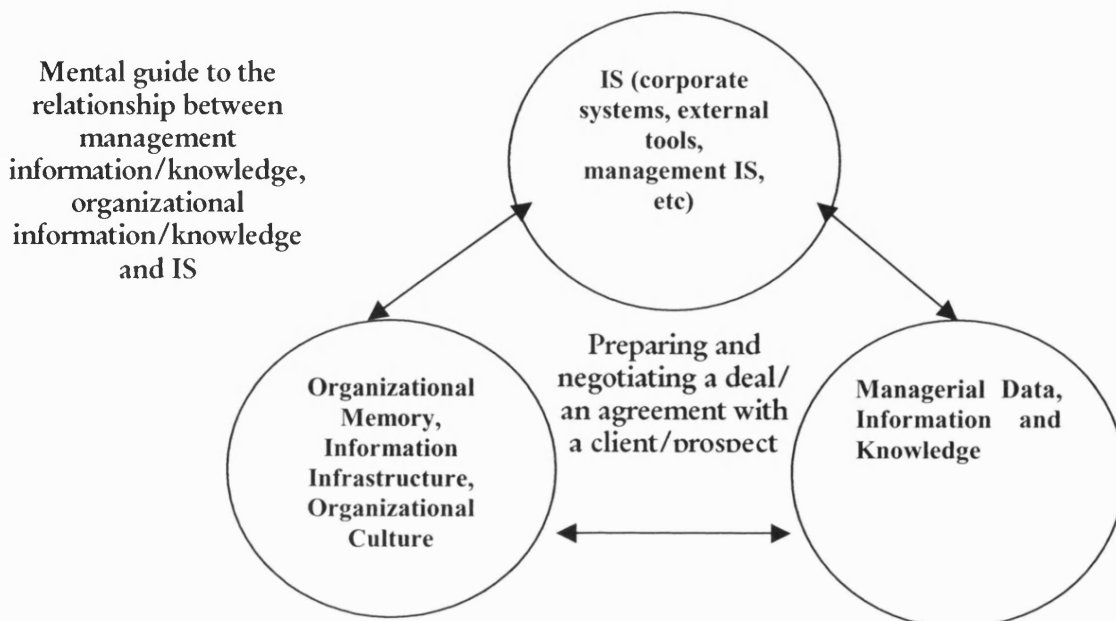 Mental guide to the
relationship between
management
information/knowledge,
organizational
information/knowledge
and IS
IS (corporate
systems, external
tools,
management IS,
etc)
Preparing and
negotiating a deal/
an agreement with
a client/prospect
Organizational
Memory,
Information
Infrastructure,
Organizational
Culture
Managerial Data,
Information and
Knowledge